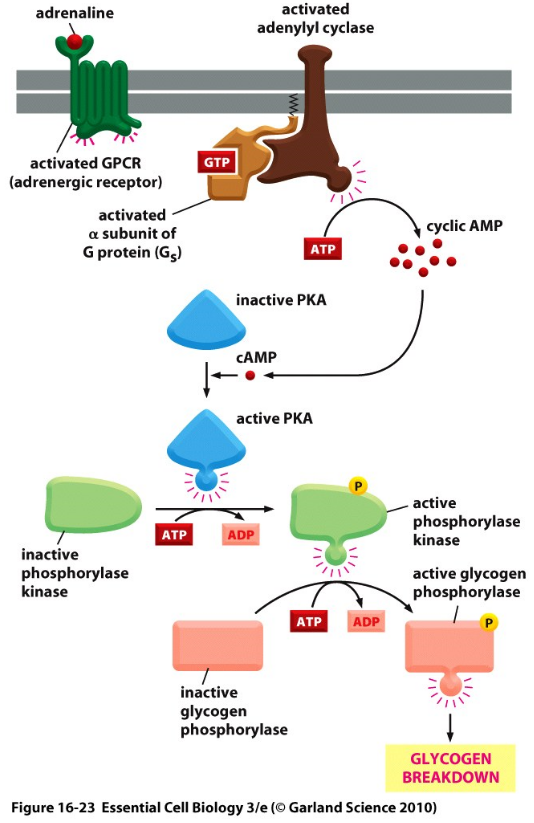 adrenaline
activated
adenylyl cyclase
GTP
activated GPCR
(adrenergic receptor)
activated
α subunit of
G protein (Gs)
ATP
cyclic AMP
inactive PKA
cAMP
active PKA
P
ATP
ADP
active
phosphorylase
kinase
inactive
phosphorylase
kinase
active glycogen
phosphorylase
ATP
ADP
P
inactive
glycogen
phosphorylase
GLYCOGEN
BREAKDOWN
Figure 16-23 Essential Cell Biology 3/e (© Garland Science 2010)